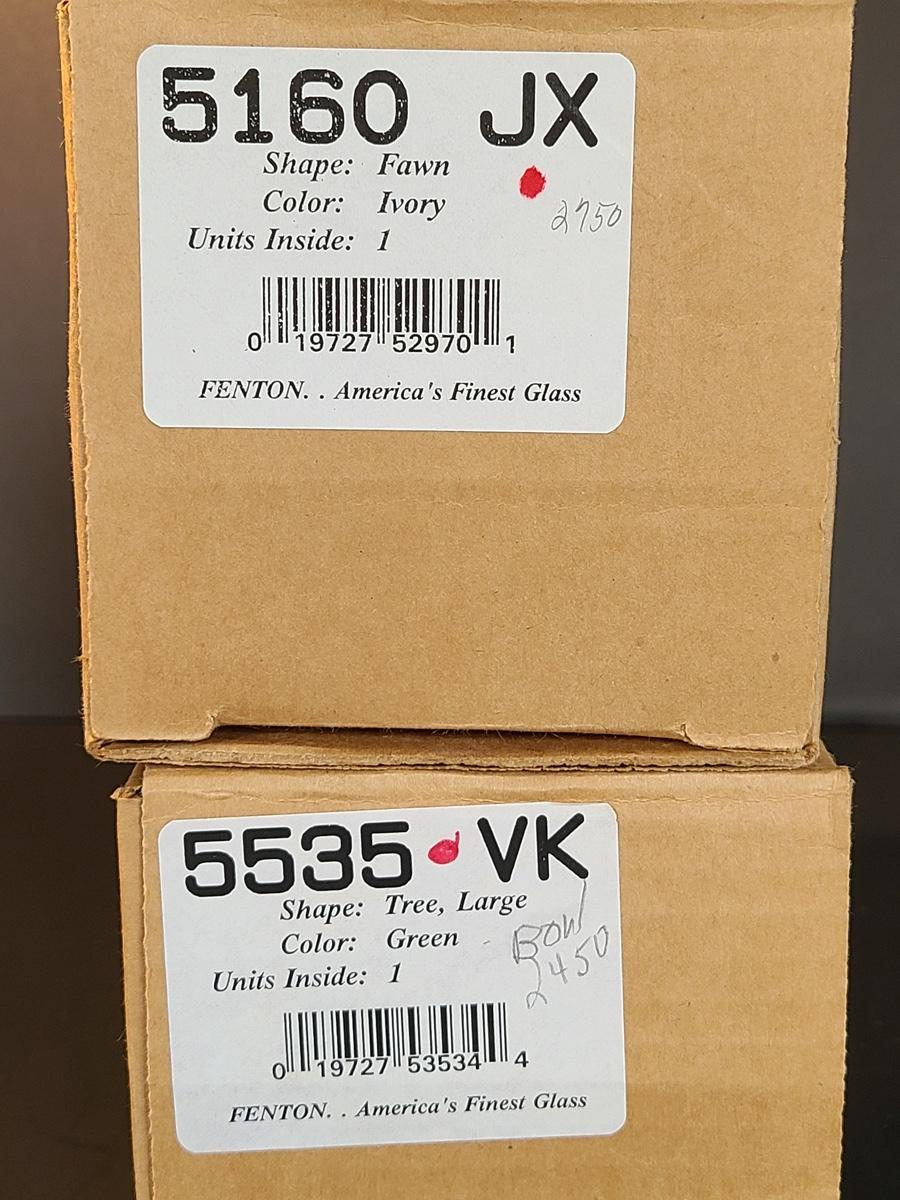 5160 JX
Shape: Fawn
Color: Ivory
2750
Units Inside: 1
0 19727 52970 1
FENTON. . America's Finest Glass
5535 VK
Shape: Tree, Large
Color: Green
Bowl
2450
Units Inside: 1
0 19727 53534 4
FENTON. . America's Finest Glass